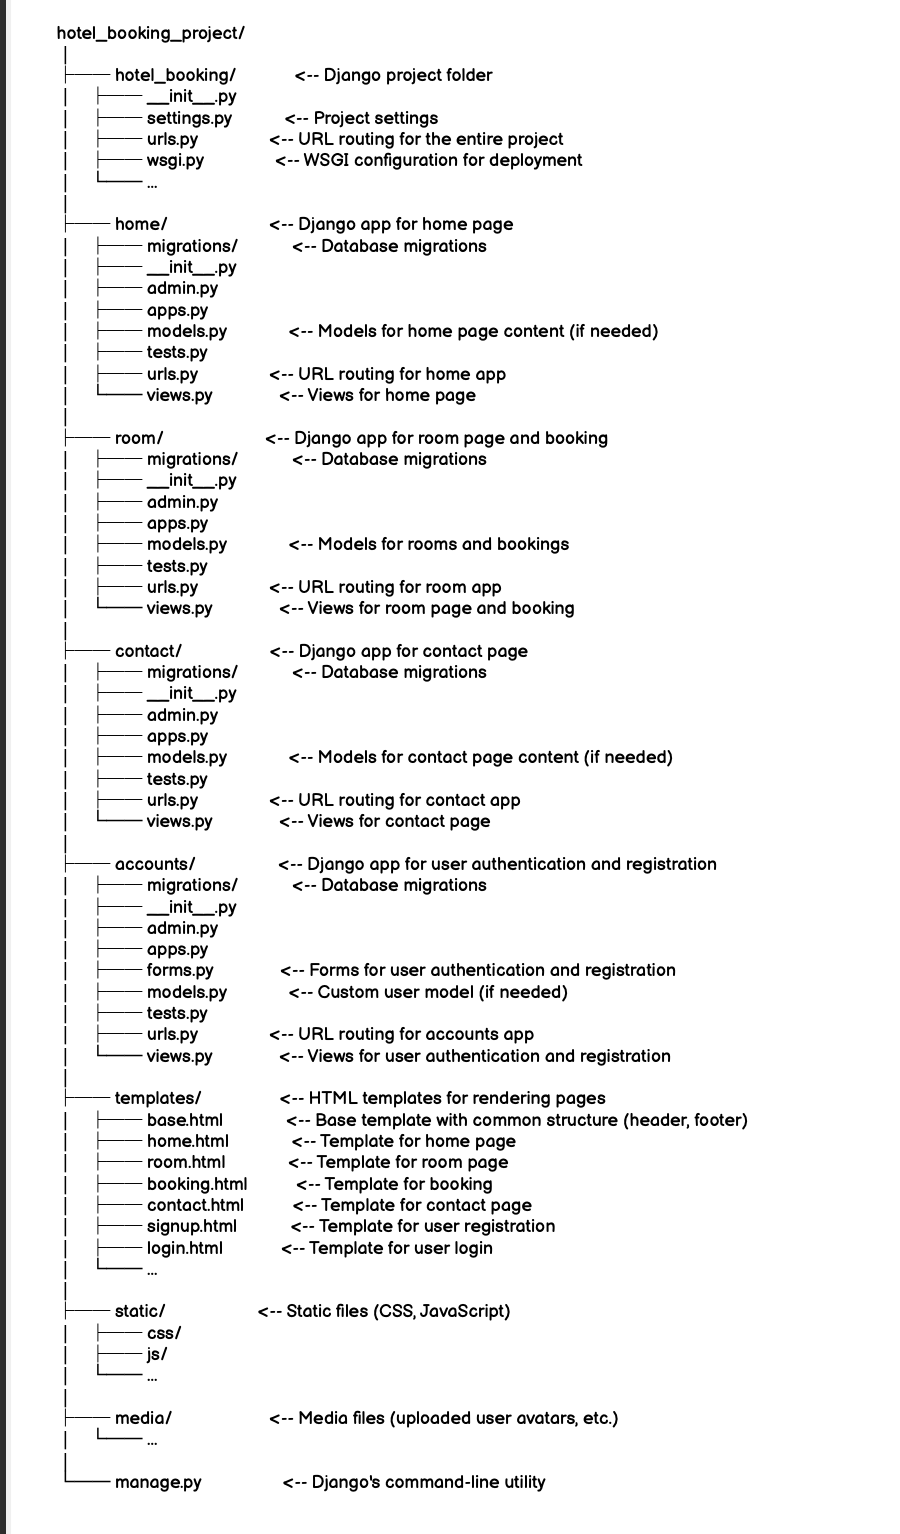 hotel_booking_project/
│
├── hotel_booking/ <-- Django project folder
│ ├── __init__.py
│ ├── settings.py <-- Project settings
│ ├── urls.py <-- URL routing for the entire project
│ ├── wsgi.py <-- WSGI configuration for deployment
│ └── ...
│
├── home/ <-- Django app for home page
│ ├── migrations/ <-- Database migrations
│ ├── __init__.py
│ ├── admin.py
│ ├── apps.py
│ ├── models.py <-- Models for home page content (if needed)
│ ├── tests.py
│ ├── urls.py <-- URL routing for home app
│ └── views.py <-- Views for home page
│
├── room/ <-- Django app for room page and booking
│ ├── migrations/ <-- Database migrations
│ ├── __init__.py
│ ├── admin.py
│ ├── apps.py
│ ├── models.py <-- Models for rooms and bookings
│ ├── tests.py
│ ├── urls.py <-- URL routing for room app
│ └── views.py <-- Views for room page and booking
│
├── contact/ <-- Django app for contact page
│ ├── migrations/ <-- Database migrations
│ ├── __init__.py
│ ├── admin.py
│ ├── apps.py
│ ├── models.py <-- Models for contact page content (if needed)
│ ├── tests.py
│ ├── urls.py <-- URL routing for contact app
│ └── views.py <-- Views for contact page
│
├── accounts/ <-- Django app for user authentication and registration
│ ├── migrations/ <-- Database migrations
│ ├── __init__.py
│ ├── admin.py
│ ├── apps.py
│ ├── forms.py <-- Forms for user authentication and registration
│ ├── models.py <-- Custom user model (if needed)
│ ├── tests.py
│ ├── urls.py <-- URL routing for accounts app
│ └── views.py <-- Views for user authentication and registration
│
├── templates/ <-- HTML templates for rendering pages
│ ├── base.html <-- Base template with common structure (header, footer)
│ ├── home.html <-- Template for home page
│ ├── room.html <-- Template for room page
│ ├── booking.html <-- Template for booking
│ ├── contact.html <-- Template for contact page
│ ├── signup.html <-- Template for user registration
│ ├── login.html <-- Template for user login
│ └── ...
│
├── static/ <-- Static files (CSS, JavaScript)
│ ├── css/
│ ├── js/
│ └── ...
│
├── media/ <-- Media files (uploaded user avatars, etc.)
│ └── ...
│
└── manage.py <-- Django's command-line utility